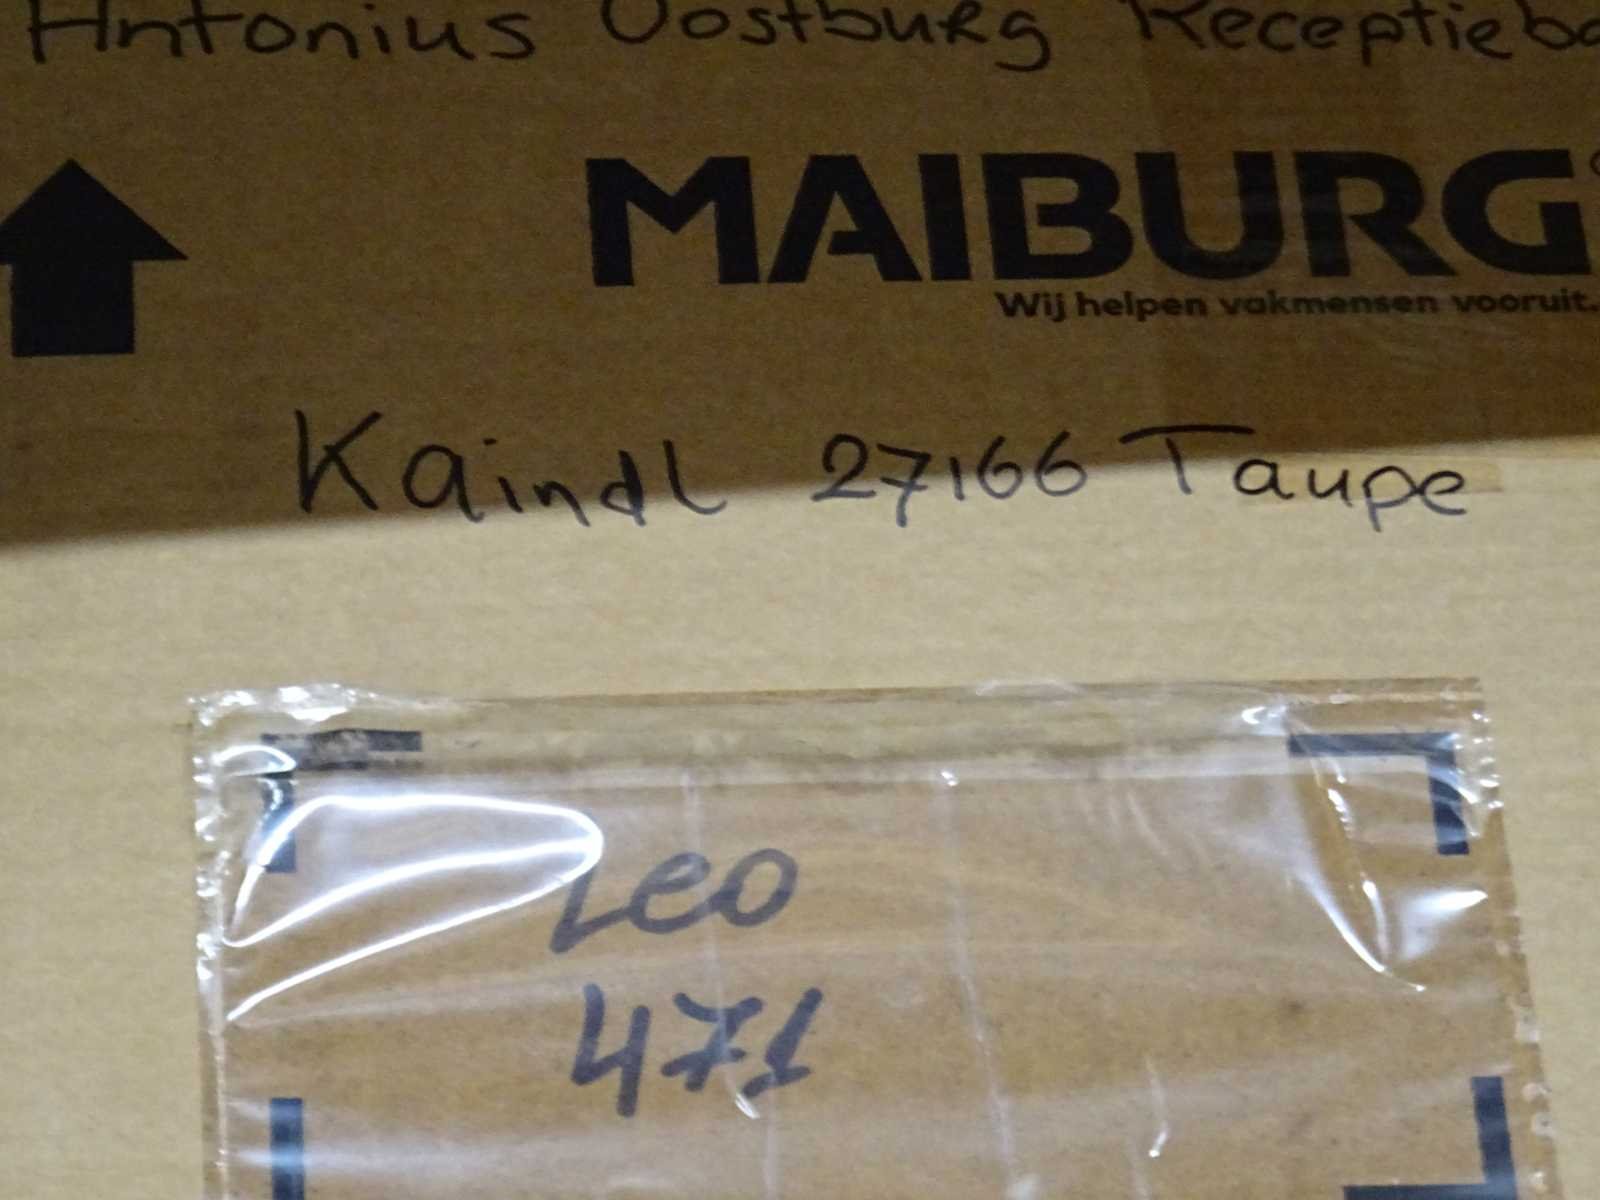 Antonius Oostburg Receptieba
MAIBURG
Wij helpen vakmensen vooruit.
Kaindl 27166 Taupe
Leo
471